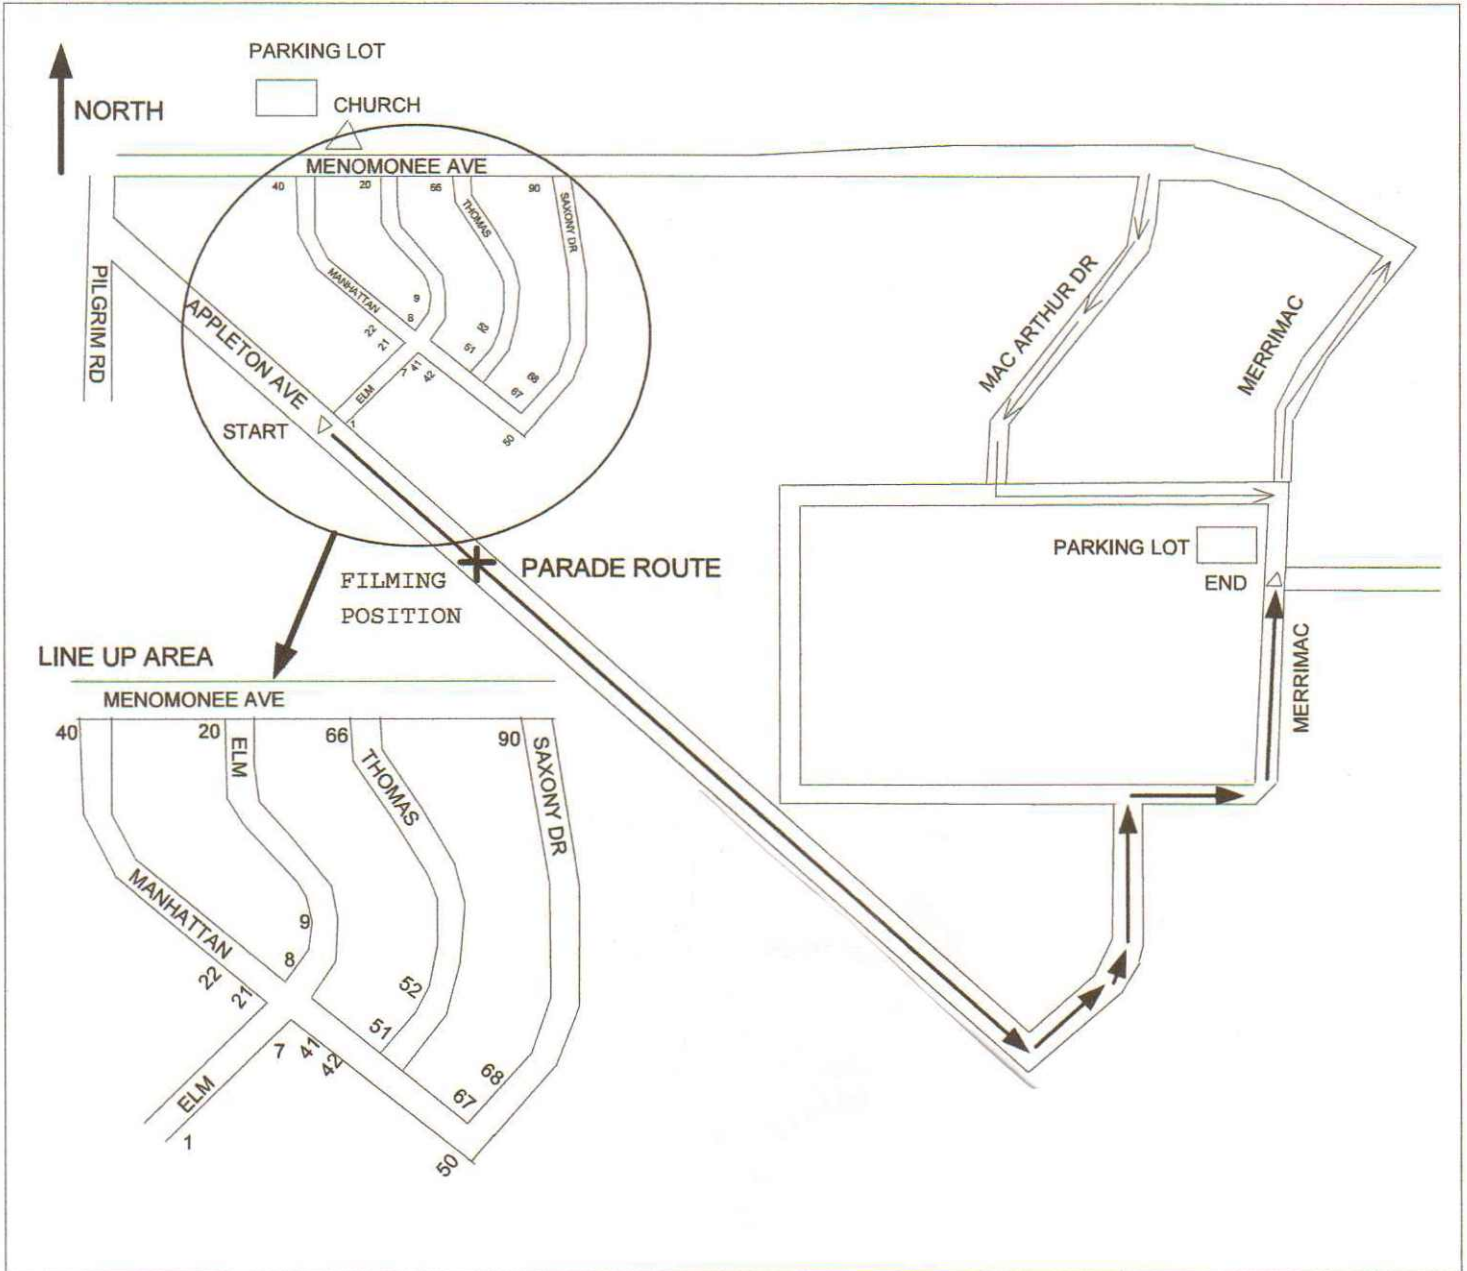 PARKING LOT
NORTH
CHURCH
MENOMONEE AVE
40
20
66
90
THOMAS
SAXONY DR
MANHATTAN
9
8
22
21
52
51
7
41
42
68
67
50
ELM
1
PILGRIM RD
APPLETON AVE
START
MAC ARTHUR DR
MERRIMAC
PARKING LOT
END
MERRIMAC
FILMING
POSITION
PARADE ROUTE
LINE UP AREA
MENOMONEE AVE
40
20
ELM
66
THOMAS
90
SAXONY DR
MANHATTAN
9
8
22
21
52
51
7
41
42
68
67
50
ELM
1